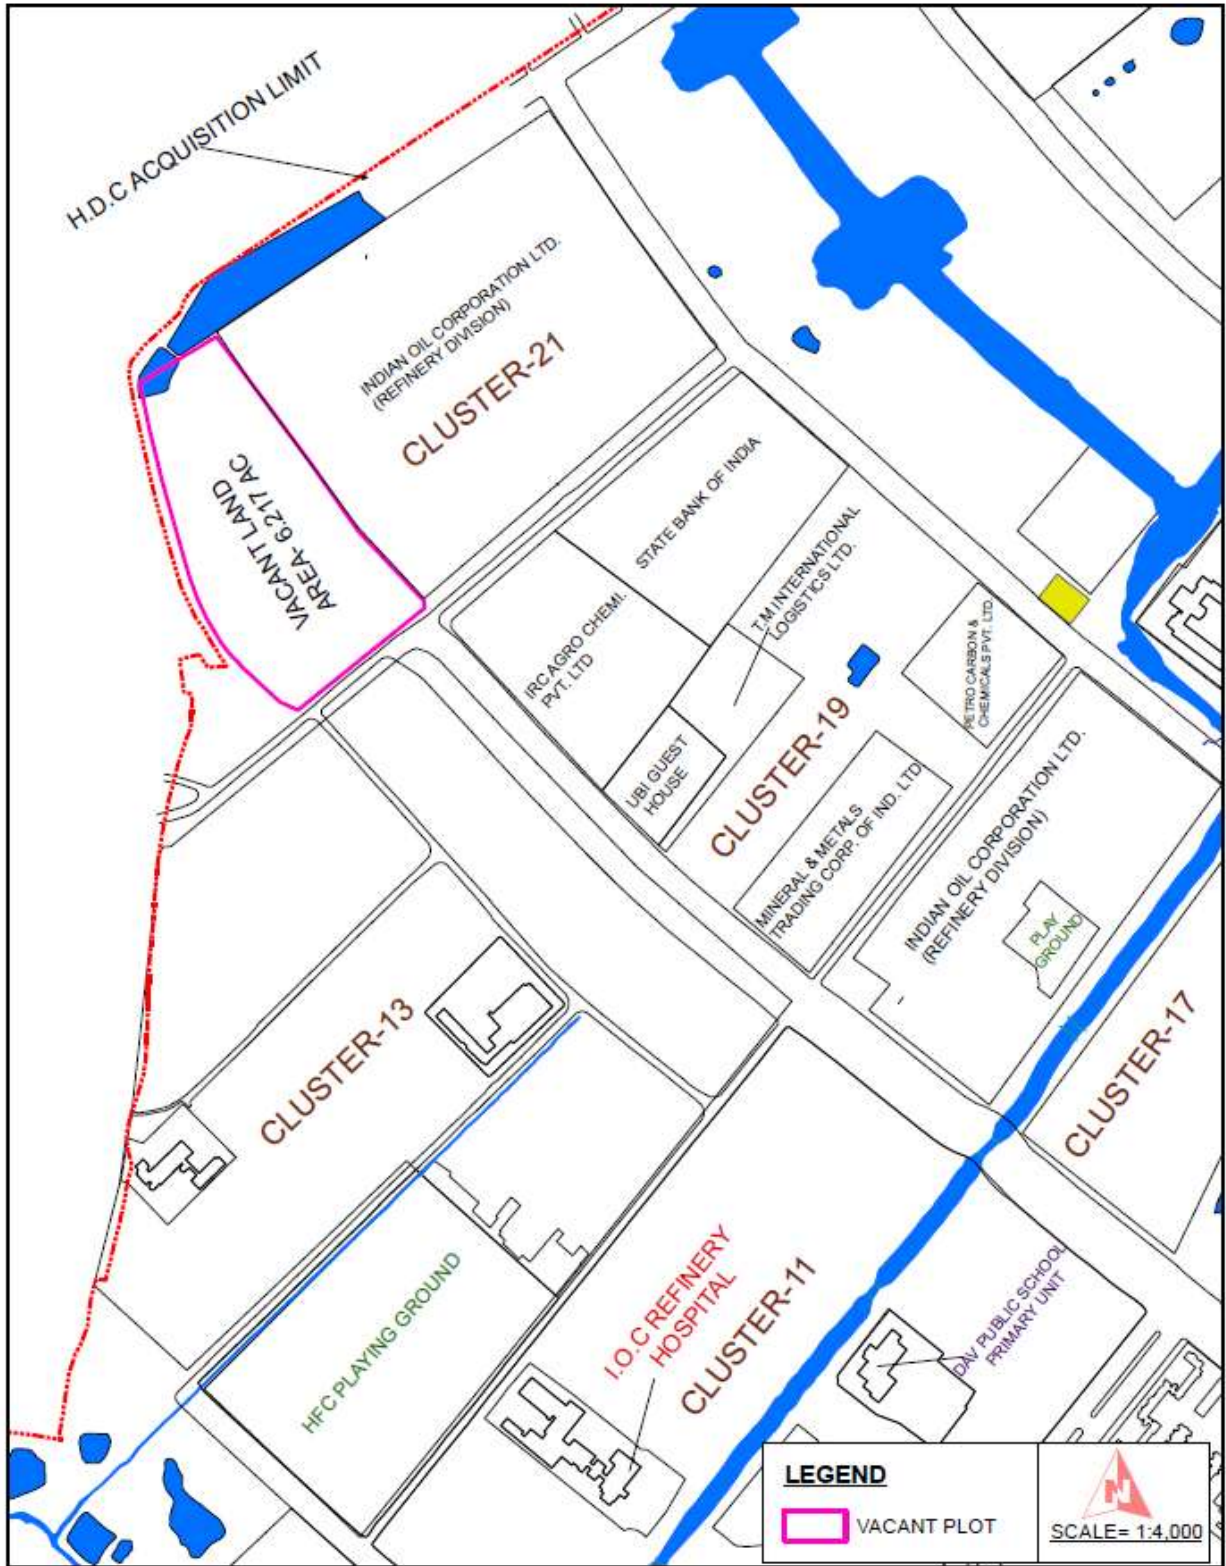 H.D.C ACQUISITION LIMIT
INDIAN OIL CORPORATION LTD.
(REFINERY DIVISION)
CLUSTER-21
VACANT LAND
AREA- 6.217 AC
STATE BANK OF INDIA
T.M INTERNATIONAL
LOGISTICS LTD.
IRC AGRO CHEMI.
PVT. LTD
PETRO CARBON &
CHEMICALS PVT. LTD.
UBI GUEST
HOUSE
CLUSTER-19
MINERAL & METALS
TRADING CORP. OF IND. LTD
INDIAN OIL CORPORATION LTD.
(REFINERY DIVISION)
PLAY
GROUND
CLUSTER-13
CLUSTER-17
HFC PLAYING GROUND
I.O.C REFINERY
HOSPITAL
CLUSTER-11
DAV PUBLIC SCHOOL
PRIMARY UNIT
LEGEND
VACANT PLOT
N
SCALE= 1:4,000